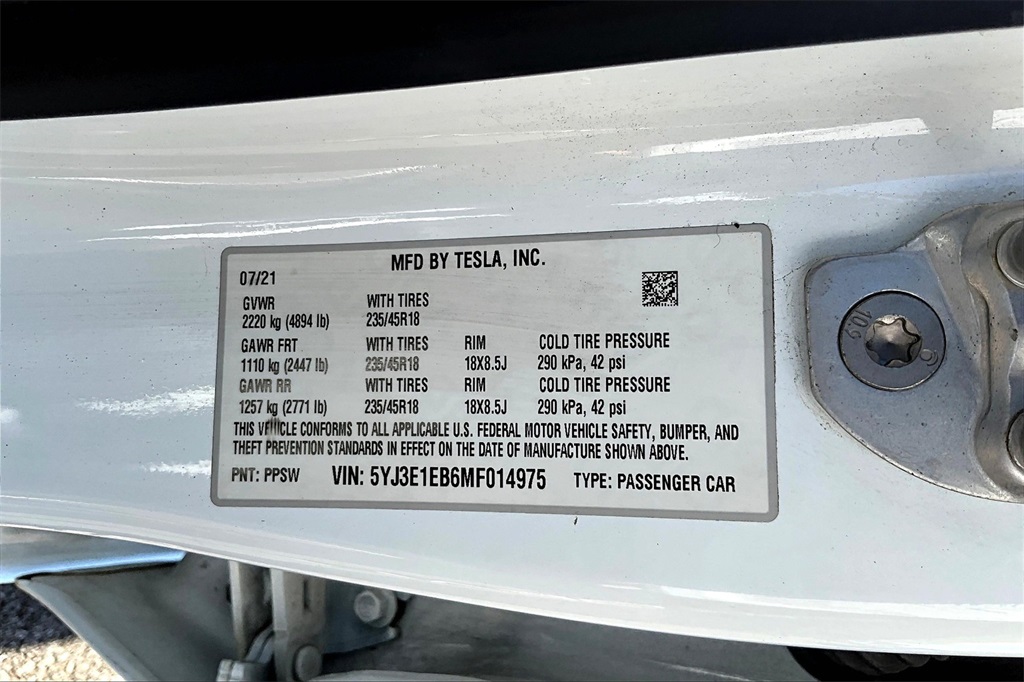 MFD BY TESLA, INC.
07/21
GVWR WITH TIRES
2220 kg (4894 lb) 235/45R18
GAWR FRT WITH TIRES RIM COLD TIRE PRESSURE
1110 kg (2447 lb) 235/45R18 18X8.5J 290 kPa, 42 psi
GAWR RR WITH TIRES RIM COLD TIRE PRESSURE
1257 kg (2771 lb) 235/45R18 18X8.5J 290 kPa, 42 psi
THIS VEHICLE CONFORMS TO ALL APPLICABLE U.S. FEDERAL MOTOR VEHICLE SAFETY, BUMPER, AND
THEFT PREVENTION STANDARDS IN EFFECT ON THE DATE OF MANUFACTURE SHOWN ABOVE.
PNT: PPSW VIN: 5YJ3E1EB6MF014975 TYPE: PASSENGER CAR
10.9